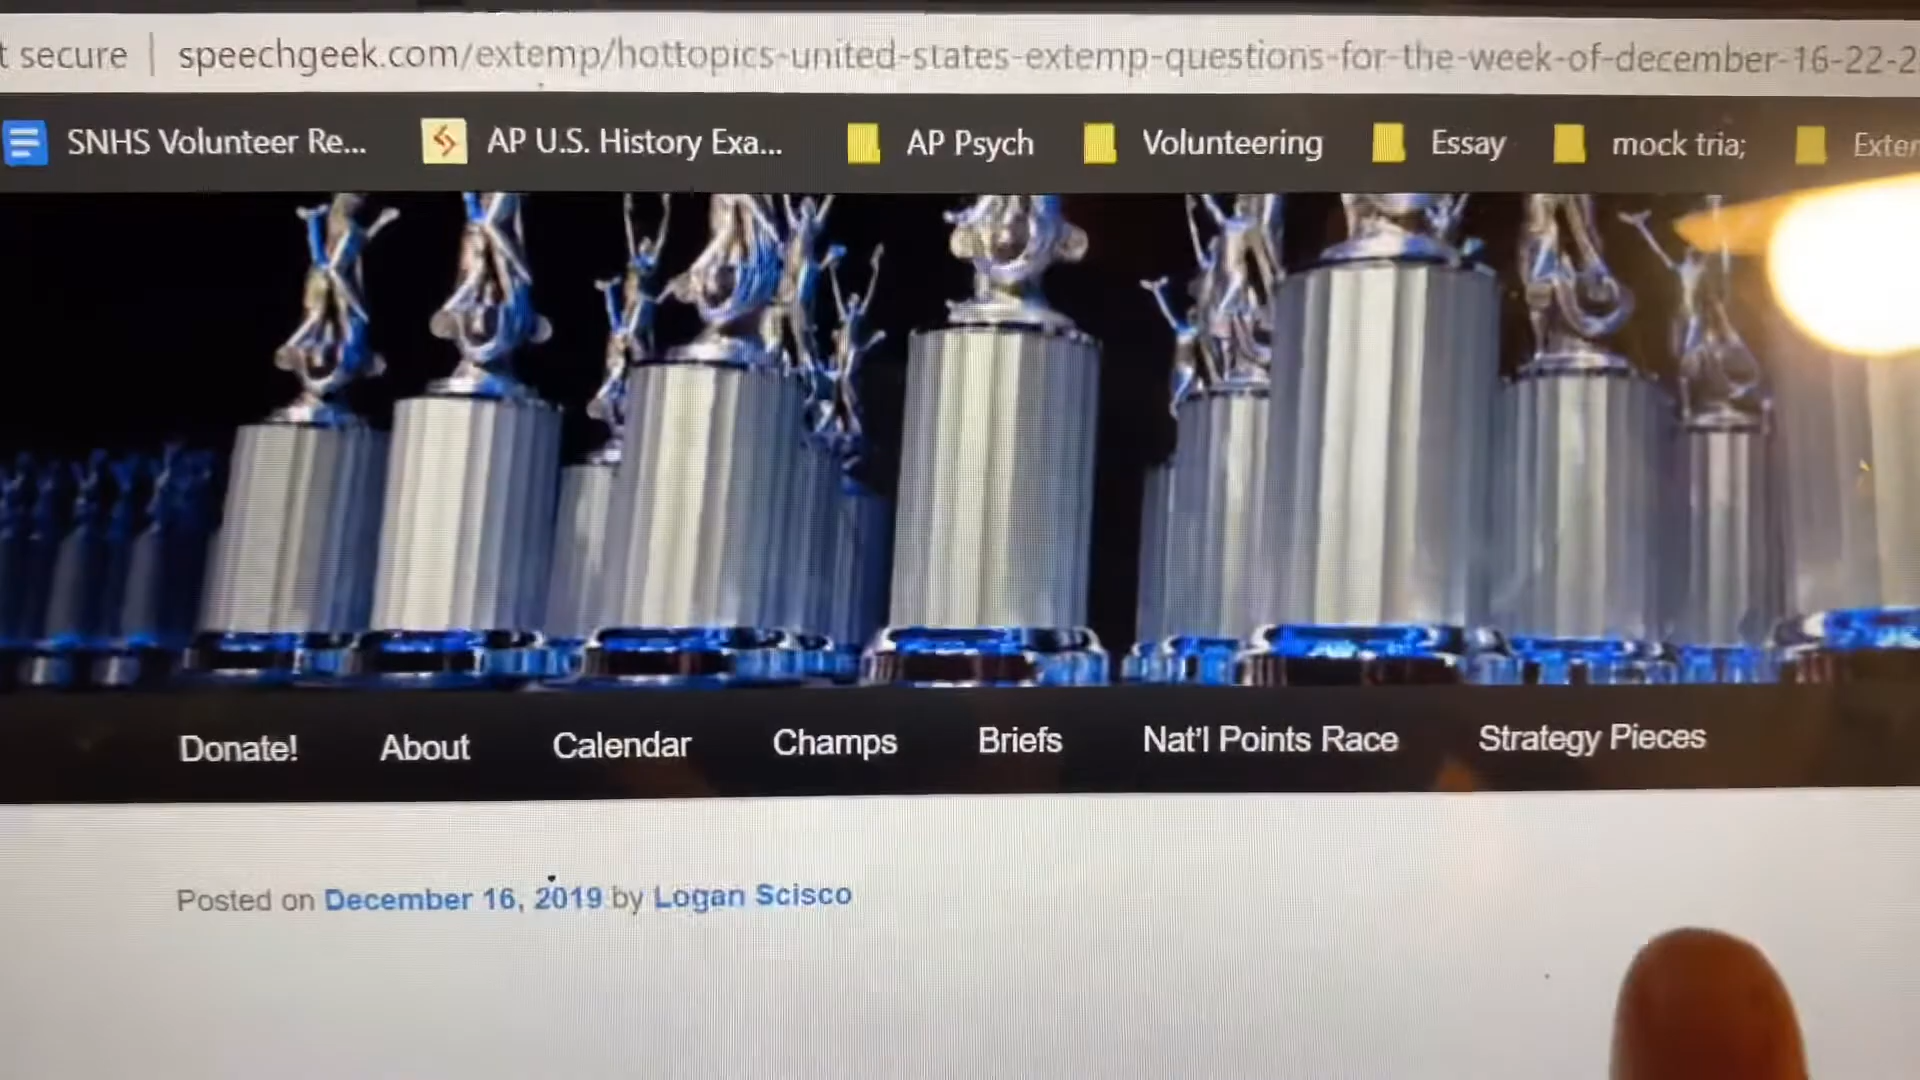 t secure | speechgeek.com/extemp/hottopics-united-states-extemp-questions-for-the-week-of-december-16-22-2
SNHS Volunteer Re... AP U.S. History Exa... AP Psych Volunteering Essay mock tria; Exter
Donate! About Calendar Champs Briefs Nat'l Points Race Strategy Pieces
Posted on December 16, 2019 by Logan Scisco